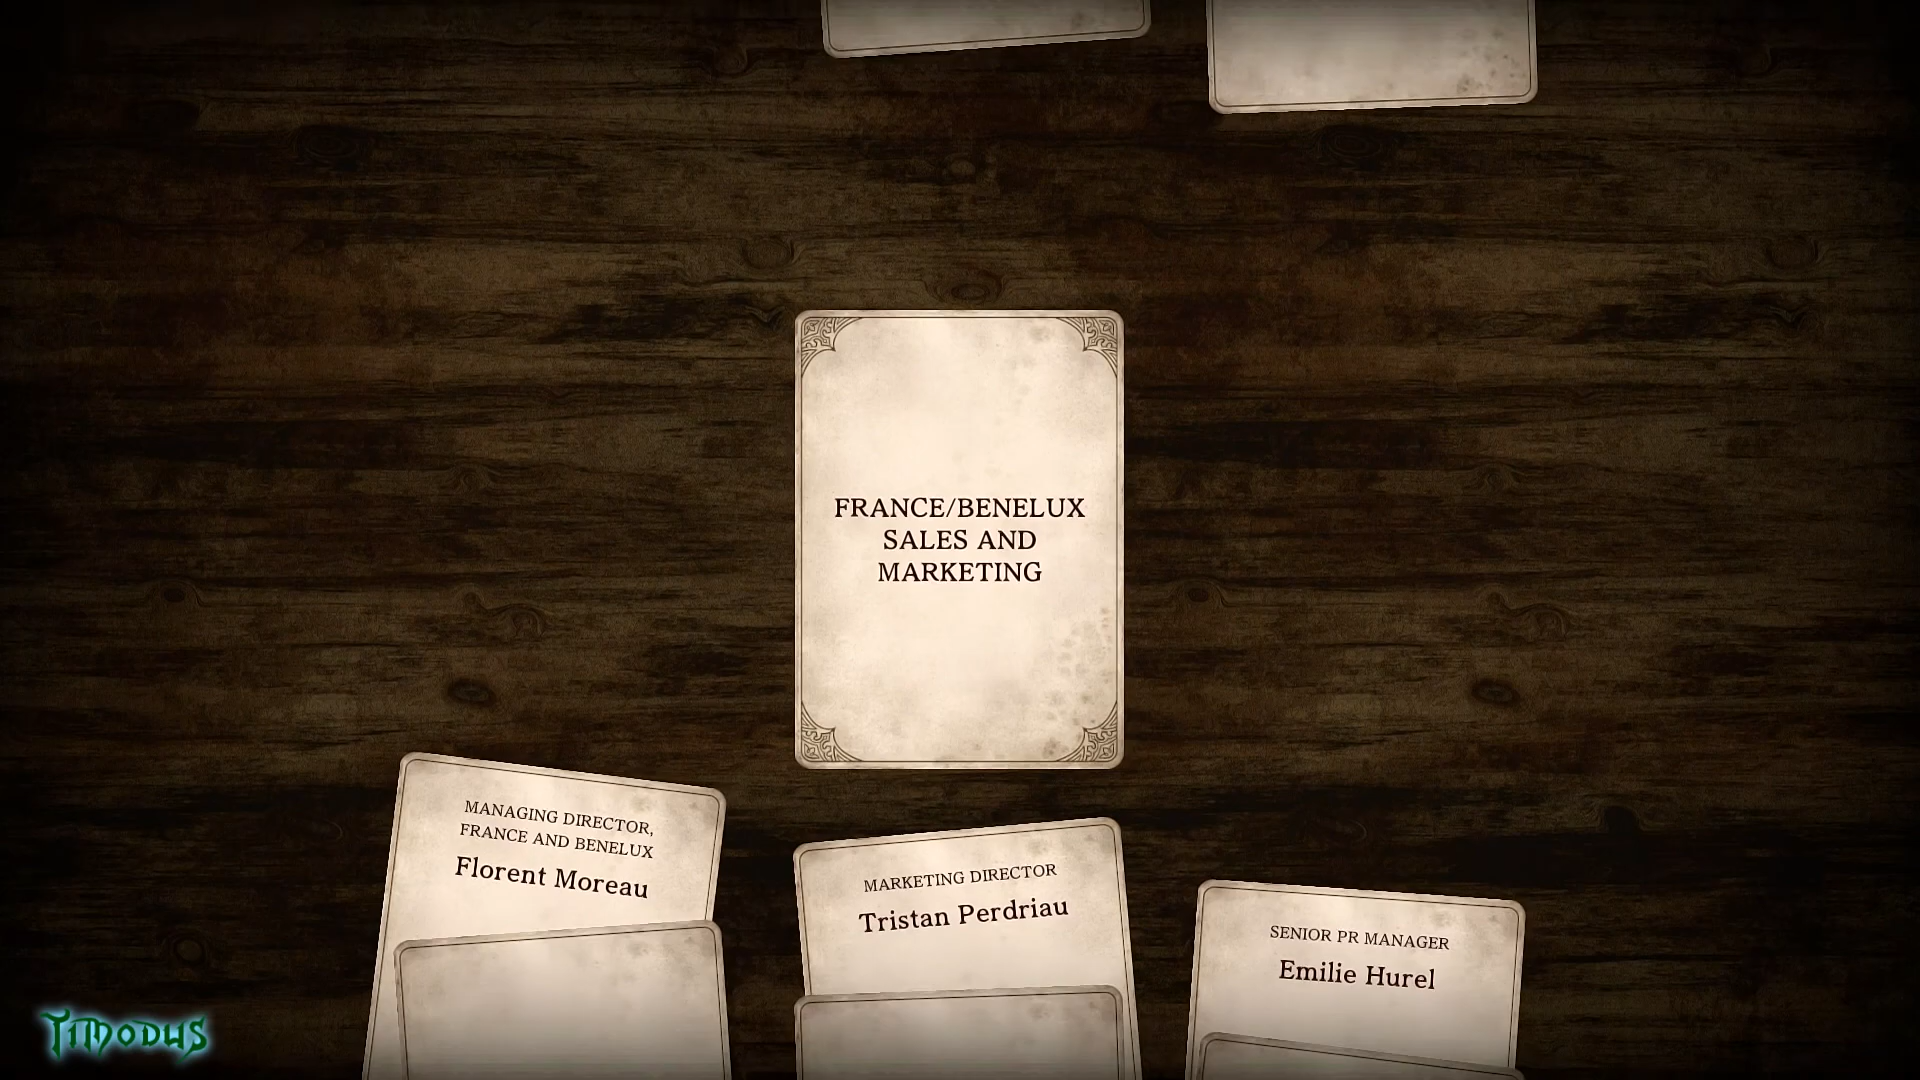 FRANCE/BENELUX
SALES AND
MARKETING
MANAGING DIRECTOR,
FRANCE AND BENELUX
Florent Moreau
MARKETING DIRECTOR
Tristan Perdriau
SENIOR PR MANAGER
Emilie Hurel
TIMODUS